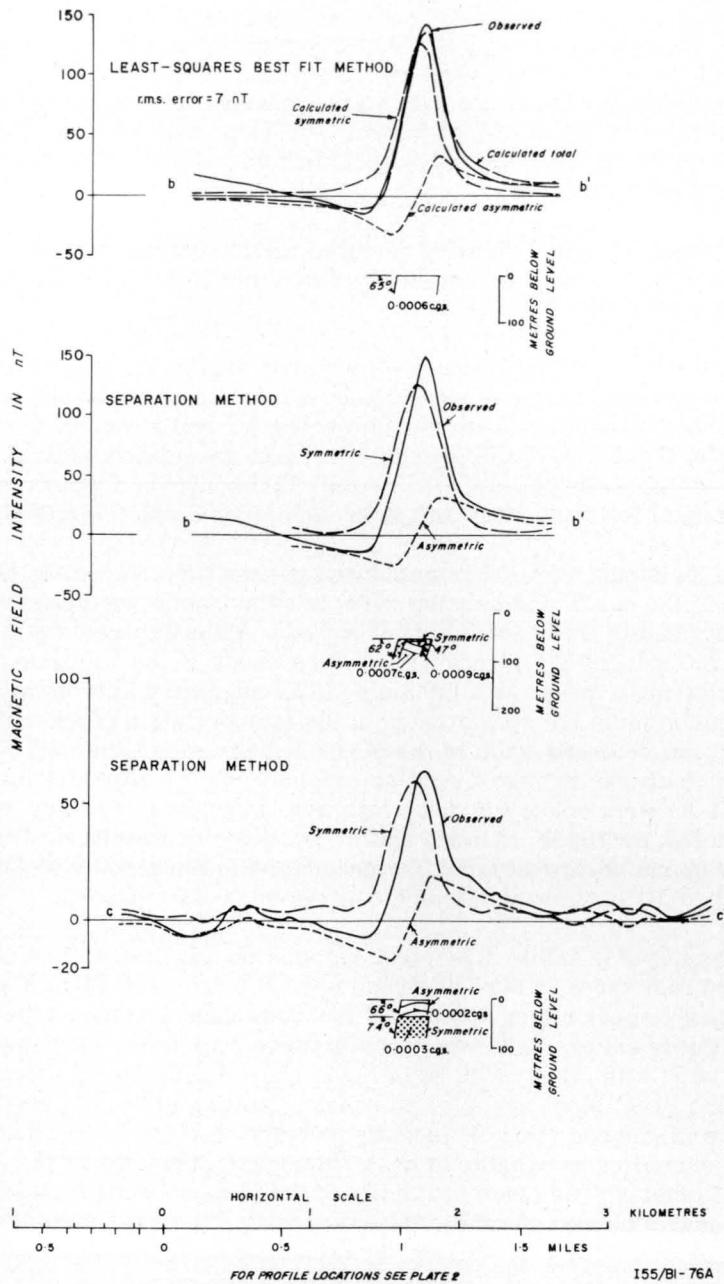 150
Observed
LEAST-SQUARES BEST FIT METHOD
100
r.m.s. error = 7 nT
Calculated symmetric
50
Calculated total
b
b'
0
Calculated asymmetric
-50
65°
0·0006c.g.s.
0
100
METRES BELOW GROUND LEVEL
MAGNETIC FIELD INTENSITY IN nT
150
SEPARATION METHOD
Observed
100
Symmetric
50
b
b'
0
Asymmetric
-50
0
Symmetric
62°
47°
Asymmetric
0·0007c.g.s.
0·0009c.g.s.
100
200
METRES BELOW GROUND LEVEL
100
SEPARATION METHOD
50
Symmetric
Observed
c
c'
0
Asymmetric
-20
Asymmetric
0
66°
0·0002cgs
74°
Symmetric
0·0003c.g.s.
100
METRES BELOW GROUND LEVEL
HORIZONTAL SCALE
1 0 1 2 3 KILOMETRES
0·5 0 0·5 1·0 1·5 MILES
FOR PROFILE LOCATIONS SEE PLATE 2
I55/BI-76A